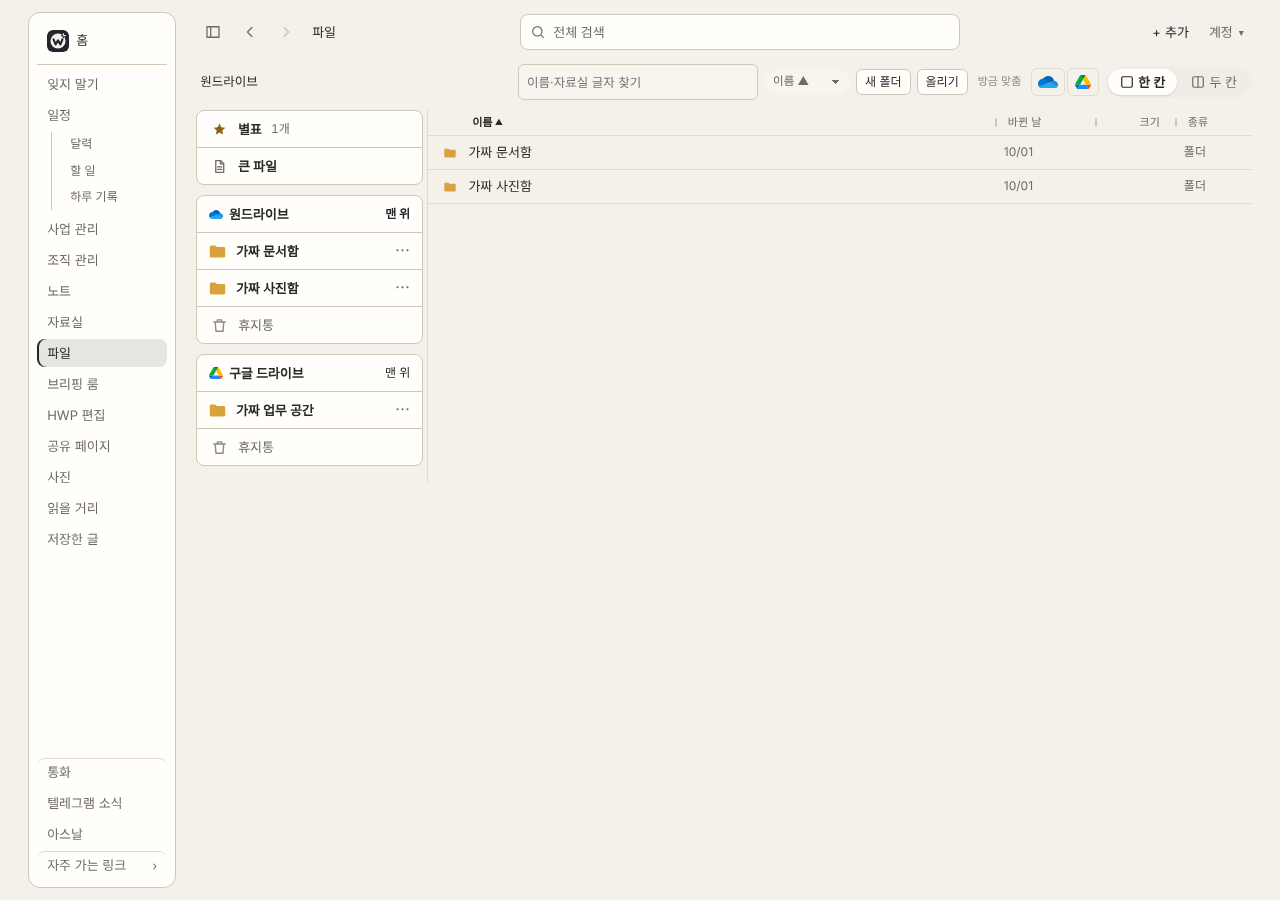 홈
잊지 말기
일정
달력
할 일
하루 기록
사업 관리
조직 관리
노트
자료실
파일
브리핑 룸
HWP 편집
공유 페이지
사진
읽을 거리
저장한 글
통화
텔레그램 소식
아스날
자주 가는 링크 ›
파일
전체 검색
+ 추가 계정 ▾
원드라이브
이름·자료실 글자 찾기
이름 ▲
새 폴더
올리기
방금 맞춤
한 칸
두 칸
별표 1개
큰 파일
원드라이브 맨 위
가짜 문서함 ···
가짜 사진함 ···
휴지통
구글 드라이브 맨 위
가짜 업무 공간 ···
휴지통
이름 ▲ 바뀐 날 크기 종류
가짜 문서함 10/01 폴더
가짜 사진함 10/01 폴더